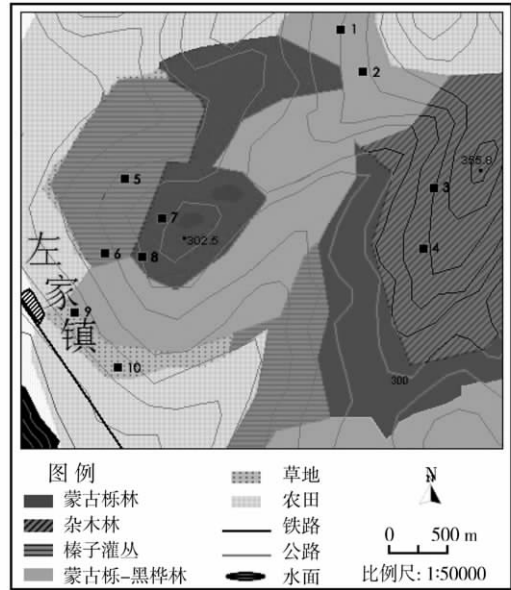 1
2
355.0
3
5
7
302.5
4
6
8
左家镇
9
10
300
图例
蒙古栎林
杂木林
榛子灌丛
蒙古栎-黑桦林
草地
农田
铁路
公路
水面
N
0 500 m
比例尺: 1:50000